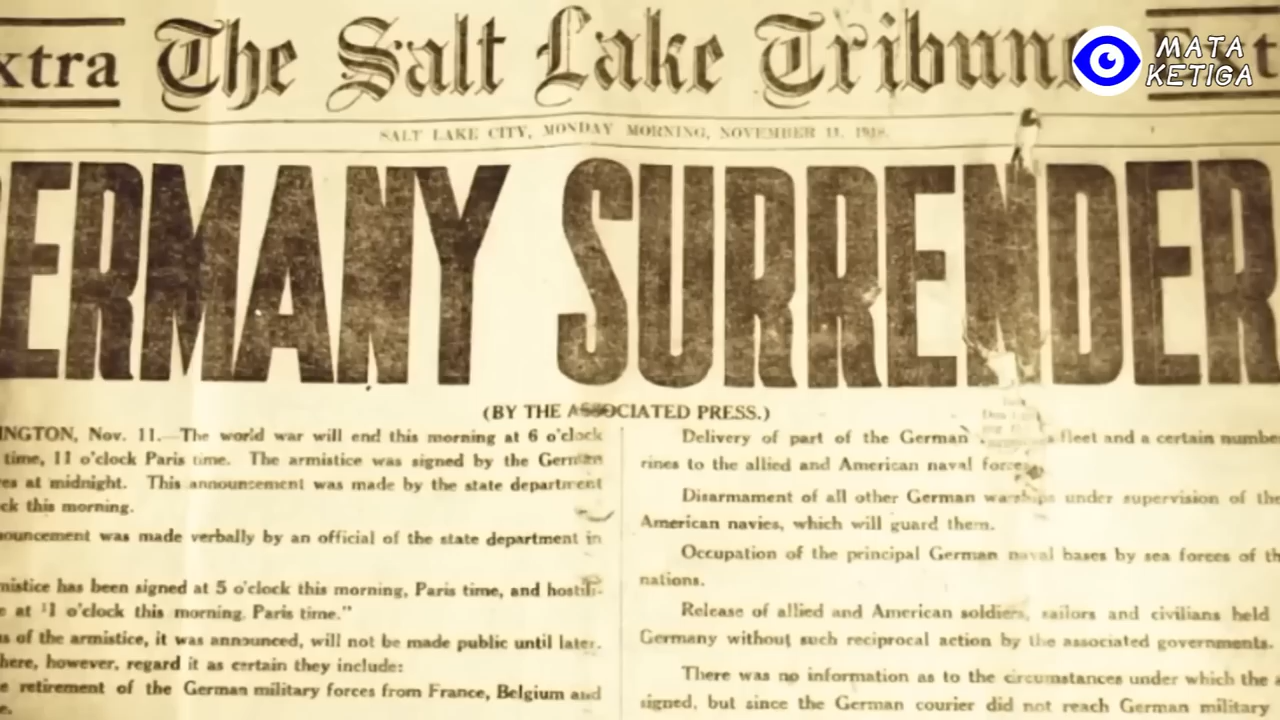 xtra The Salt Lake Tribune
MATA
KETIGA
SALT LAKE CITY, MONDAY MORNING, NOVEMBER 11, 1918.
ERMANY SURRENDER
(BY THE ASSOCIATED PRESS.)
INGTON, Nov. 11.—The world war will end this morning at 6 o'clock
time, 11 o'clock Paris time. The armistice was signed by the German
es at midnight. This announcement was made by the state department
ck this morning.
nouncement was made verbally by an official of the state department in
mistice has been signed at 5 o'clock this morning, Paris time, and hostili-
e at 11 o'clock this morning, Paris time."
s of the armistice, it was announced, will not be made public until later.
here, however, regard it as certain they include:
e retirement of the German military forces from France, Belgium and
e.
Delivery of part of the German fleet and a certain numbe
rines to the allied and American naval forces.
Disarmament of all other German warships under supervision of the
American navies, which will guard them.
Occupation of the principal German naval bases by sea forces of th
nations.
Release of allied and American soldiers, sailors and civilians held
Germany without such reciprocal action by the associated governments.
There was no information as to the circumstances under which the a
signed, but since the German courier did not reach German military